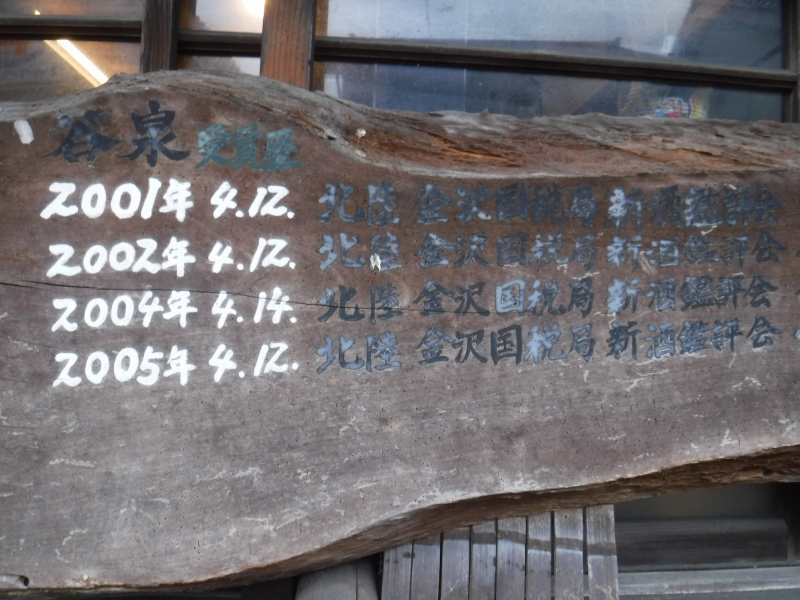 谷泉 受賞歴
2001年 4.12. 北陸 金沢国税局 新酒鑑評会
2002年 4.12. 北陸 金沢国税局 新酒鑑評会
2004年 4.14. 北陸 金沢国税局 新酒鑑評会
2005年 4.12. 北陸 金沢国税局 新酒鑑評会